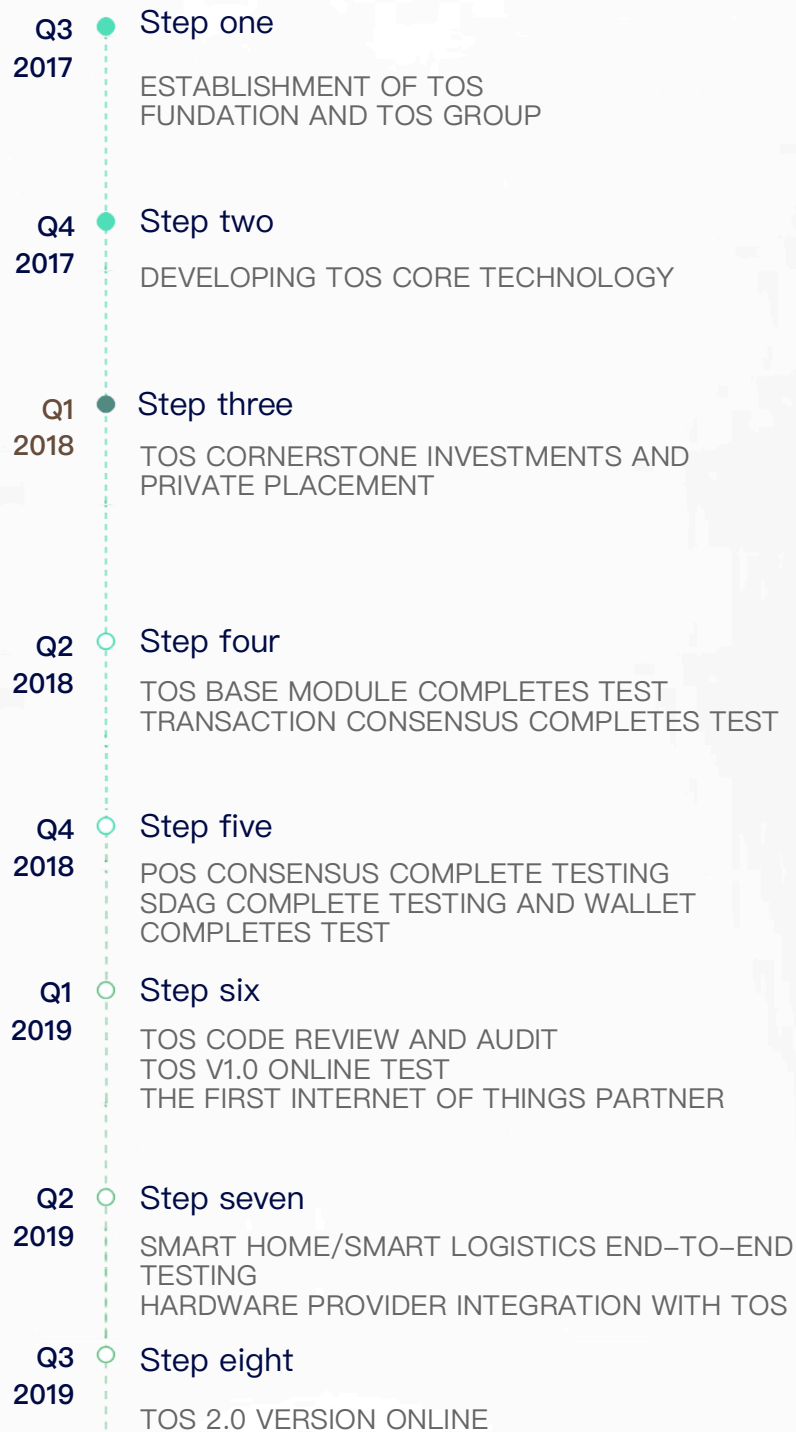 Q3
2017
Step one
ESTABLISHMENT OF TOS
FUNDATION AND TOS GROUP
Q4
2017
Step two
DEVELOPING TOS CORE TECHNOLOGY
Q1
2018
Step three
TOS CORNERSTONE INVESTMENTS AND
PRIVATE PLACEMENT
Q2
2018
Step four
TOS BASE MODULE COMPLETES TEST
TRANSACTION CONSENSUS COMPLETES TEST
Q4
2018
Step five
POS CONSENSUS COMPLETE TESTING
SDAG COMPLETE TESTING AND WALLET
COMPLETES TEST
Q1
2019
Step six
TOS CODE REVIEW AND AUDIT
TOS V1.0 ONLINE TEST
THE FIRST INTERNET OF THINGS PARTNER
Q2
2019
Step seven
SMART HOME/SMART LOGISTICS END-TO-END
TESTING
HARDWARE PROVIDER INTEGRATION WITH TOS
Q3
2019
Step eight
TOS 2.0 VERSION ONLINE